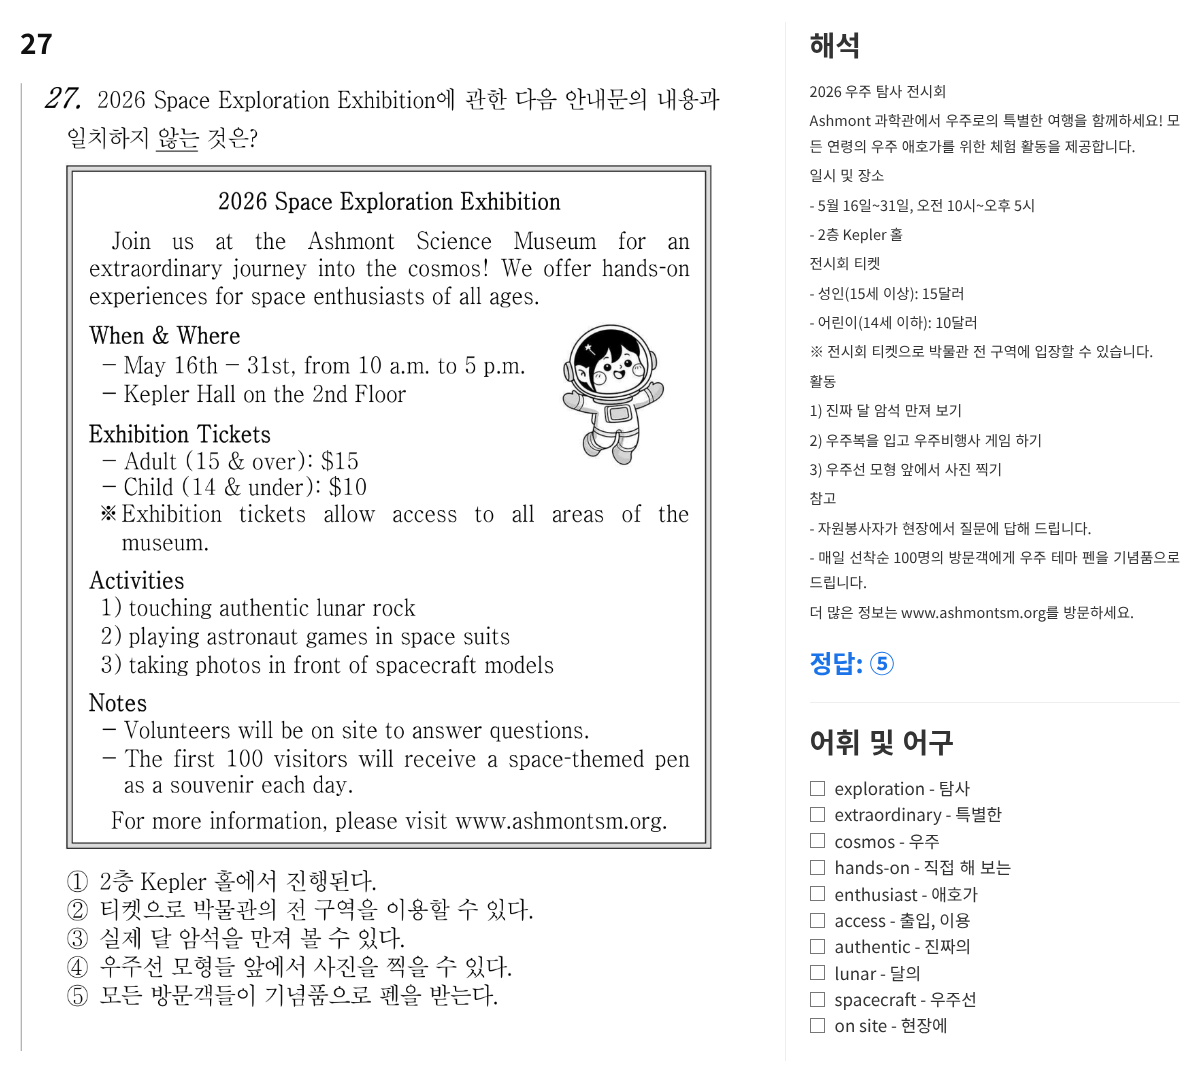 27
27. 2026 Space Exploration Exhibition에 관한 다음 안내문의 내용과
일치하지 않는 것은?
2026 Space Exploration Exhibition
Join us at the Ashmont Science Museum for an
extraordinary journey into the cosmos! We offer hands-on
experiences for space enthusiasts of all ages.
When & Where
- May 16th - 31st, from 10 a.m. to 5 p.m.
- Kepler Hall on the 2nd Floor
Exhibition Tickets
- Adult (15 & over): $15
- Child (14 & under): $10
※ Exhibition tickets allow access to all areas of the
museum.
Activities
1) touching authentic lunar rock
2) playing astronaut games in space suits
3) taking photos in front of spacecraft models
Notes
- Volunteers will be on site to answer questions.
- The first 100 visitors will receive a space-themed pen
as a souvenir each day.
For more information, please visit www.ashmontsm.org.
① 2층 Kepler 홀에서 진행된다.
② 티켓으로 박물관의 전 구역을 이용할 수 있다.
③ 실제 달 암석을 만져 볼 수 있다.
④ 우주선 모형들 앞에서 사진을 찍을 수 있다.
⑤ 모든 방문객들이 기념품으로 펜을 받는다.
해석
2026 우주 탐사 전시회
Ashmont 과학관에서 우주로의 특별한 여행을 함께하세요! 모
든 연령의 우주 애호가를 위한 체험 활동을 제공합니다.
일시 및 장소
- 5월 16일~31일, 오전 10시~오후 5시
- 2층 Kepler 홀
전시회 티켓
- 성인(15세 이상): 15달러
- 어린이(14세 이하): 10달러
※ 전시회 티켓으로 박물관 전 구역에 입장할 수 있습니다.
활동
1) 진짜 달 암석 만져 보기
2) 우주복을 입고 우주비행사 게임 하기
3) 우주선 모형 앞에서 사진 찍기
참고
- 자원봉사자가 현장에서 질문에 답해 드립니다.
- 매일 선착순 100명의 방문객에게 우주 테마 펜을 기념품으로
드립니다.
더 많은 정보는 www.ashmontsm.org를 방문하세요.
정답: ⑤
어휘 및 어구
□ exploration - 탐사
□ extraordinary - 특별한
□ cosmos - 우주
□ hands-on - 직접 해 보는
□ enthusiast - 애호가
□ access - 출입, 이용
□ authentic - 진짜의
□ lunar - 달의
□ spacecraft - 우주선
□ on site - 현장에